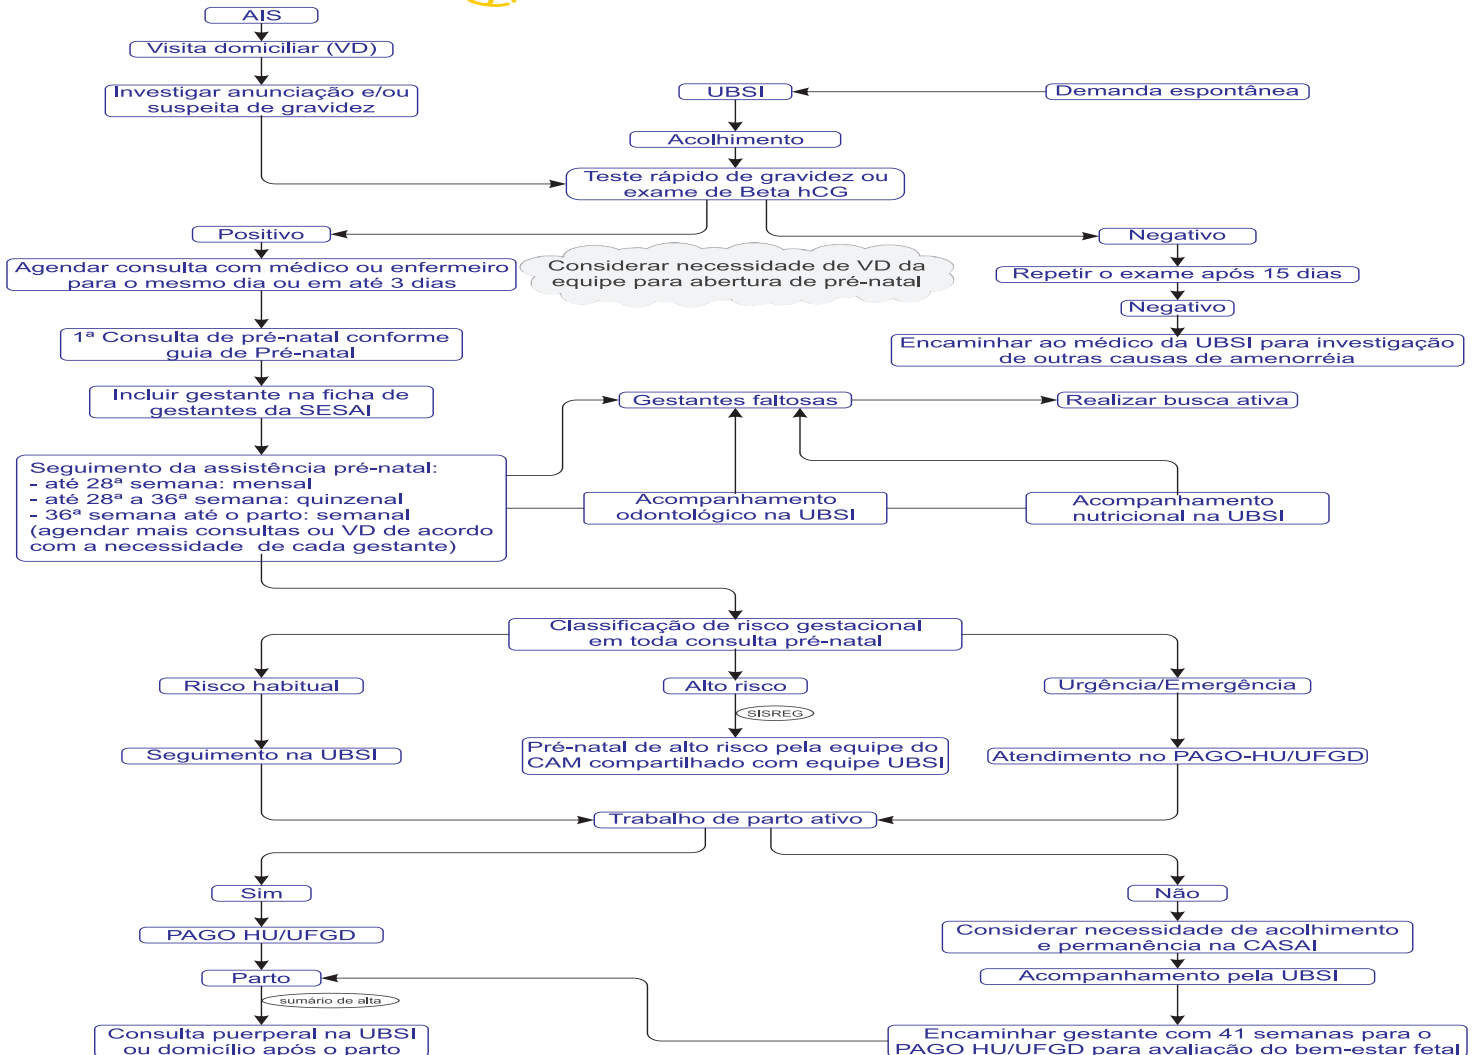 AIS
Visita domiciliar (VD)
Investigar anunciação e/ou
suspeita de gravidez
UBSI
Demanda espontânea
Acolhimento
Teste rápido de gravidez ou
exame de Beta hCG
Positivo
Negativo
Considerar necessidade de VD da
equipe para abertura de pré-natal
Agendar consulta com médico ou enfermeiro
para o mesmo dia ou em até 3 dias
Repetir o exame após 15 dias
Negativo
Encaminhar ao médico da UBSI para investigação
de outras causas de amenorréia
1ª Consulta de pré-natal conforme
guia de Pré-natal
Incluir gestante na ficha de
gestantes da SESAI
Gestantes faltosas
Realizar busca ativa
Seguimento da assistência pré-natal:
- até 28ª semana: mensal
- até 28ª a 36ª semana: quinzenal
- 36ª semana até o parto: semanal
(agendar mais consultas ou VD de acordo
com a necessidade  de cada gestante)
Acompanhamento
odontológico na UBSI
Acompanhamento
nutricional na UBSI
Classificação de risco gestacional
em toda consulta pré-natal
Risco habitual
Alto risco
Urgência/Emergência
SISREG
Seguimento na UBSI
Pré-natal de alto risco pela equipe do
CAM compartilhado com equipe UBSI
Atendimento no PAGO-HU/UFGD
Trabalho de parto ativo
Sim
Não
PAGO HU/UFGD
Considerar necessidade de acolhimento
e permanência na CASAI
Parto
Acompanhamento pela UBSI
sumário de alta
Consulta puerperal na UBSI
ou domicílio após o parto
Encaminhar gestante com 41 semanas para o
PAGO HU/UFGD para avaliação do bem-estar fetal